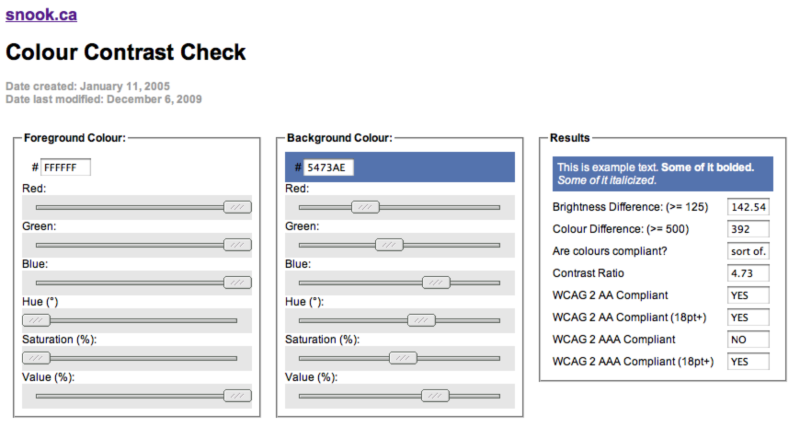 snook.ca
Colour Contrast Check
Date created: January 11, 2005
Date last modified: December 6, 2009
Foreground Colour:
# FFFFFF
Red:
Green:
Blue:
Hue (°)
Saturation (%):
Value (%):
Background Colour:
# 5473AE
Red:
Green:
Blue:
Hue (°):
Saturation (%):
Value (%):
Results
This is example text. Some of it bolded.
Some of it italicized.
Brightness Difference: (>= 125) 142.54
Colour Difference: (>= 500) 392
Are colours compliant? sort of.
Contrast Ratio 4.73
WCAG 2 AA Compliant YES
WCAG 2 AA Compliant (18pt+) YES
WCAG 2 AAA Compliant NO
WCAG 2 AAA Compliant (18pt+) YES